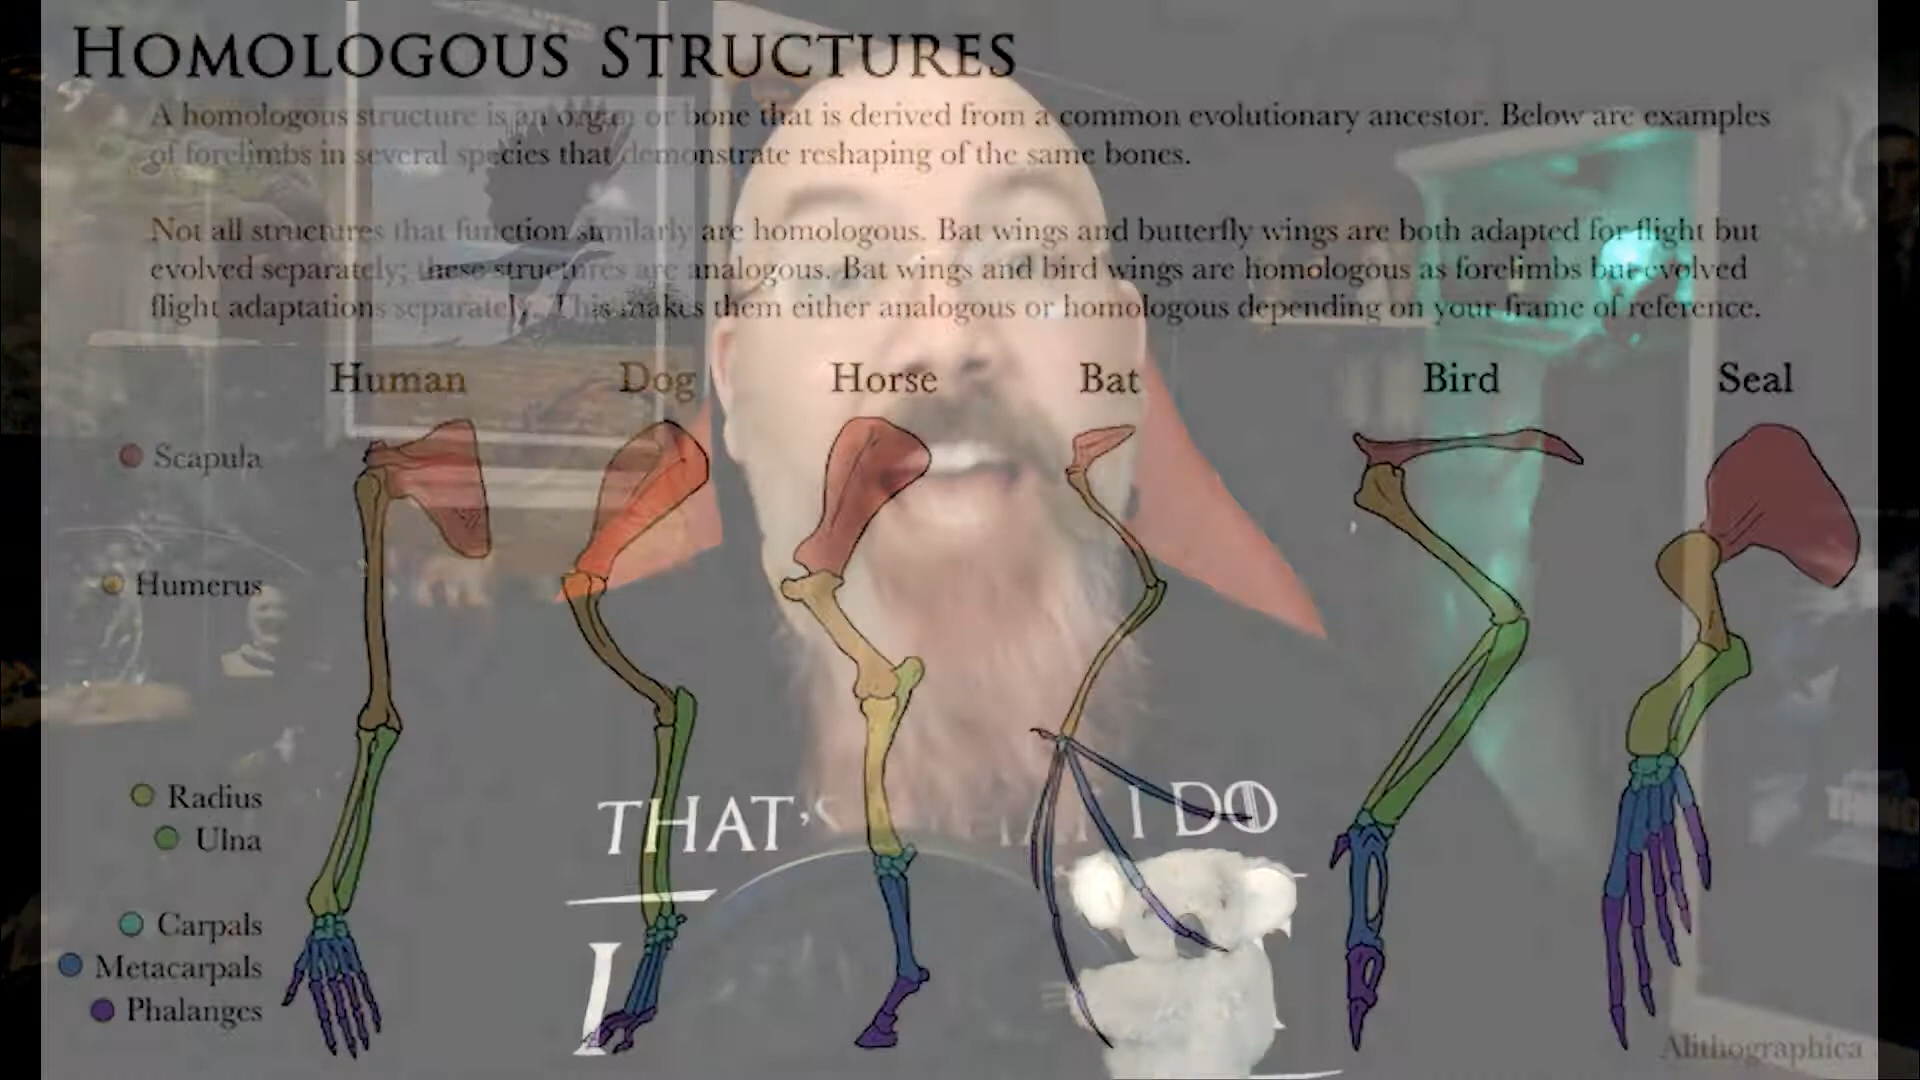 HOMOLOGOUS STRUCTURES
A homologous structure is an organ or bone that is derived from a common evolutionary ancestor. Below are examples
of forelimbs in several species that demonstrate reshaping of the same bones.
Not all structures that function similarly are homologous. Bat wings and butterfly wings are both adapted for flight but
evolved separately; these structures are analogous. Bat wings and bird wings are homologous as forelimbs but evolved
flight adaptations separately. This makes them either analogous or homologous depending on your frame of reference.
Human Dog Horse Bat Bird Seal
Scapula
Humerus
Radius
Ulna
Carpals
Metacarpals
Phalanges
THAT'S I DO
I
Alithographica